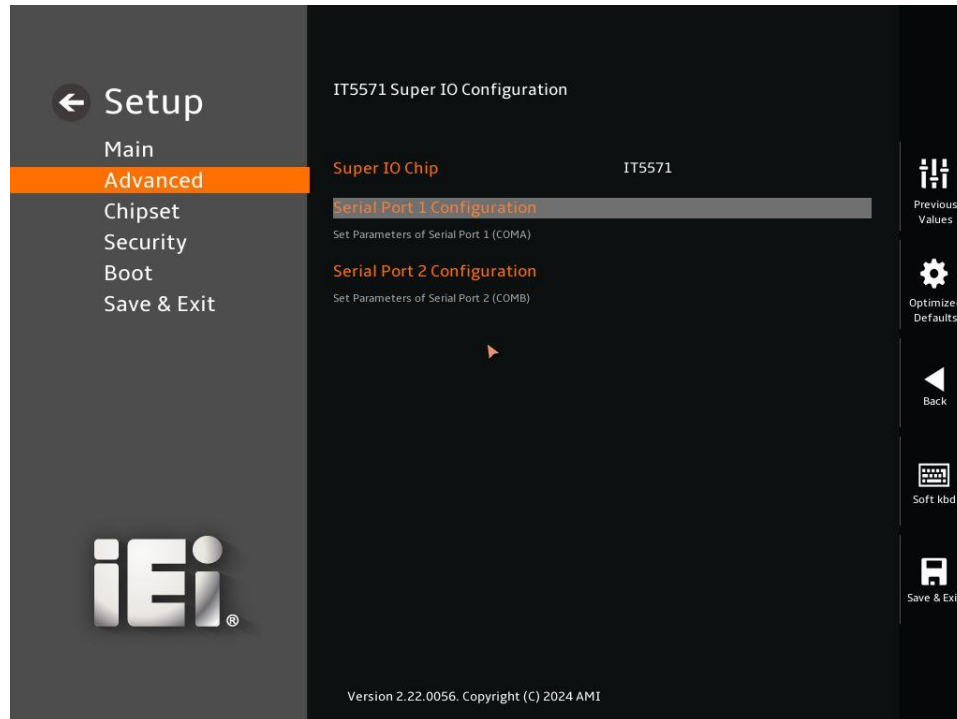 Setup
Main
Advanced
Chipset
Security
Boot
Save & Exit
iEi®
IT5571 Super IO Configuration
Super IO Chip IT5571
Serial Port 1 Configuration
Set Parameters of Serial Port 1 (COMA)
Serial Port 2 Configuration
Set Parameters of Serial Port 2 (COMB)
Version 2.22.0056. Copyright (C) 2024 AMI
Previous
Values
Optimize
Defaults
Back
Soft kbd
Save & Exi